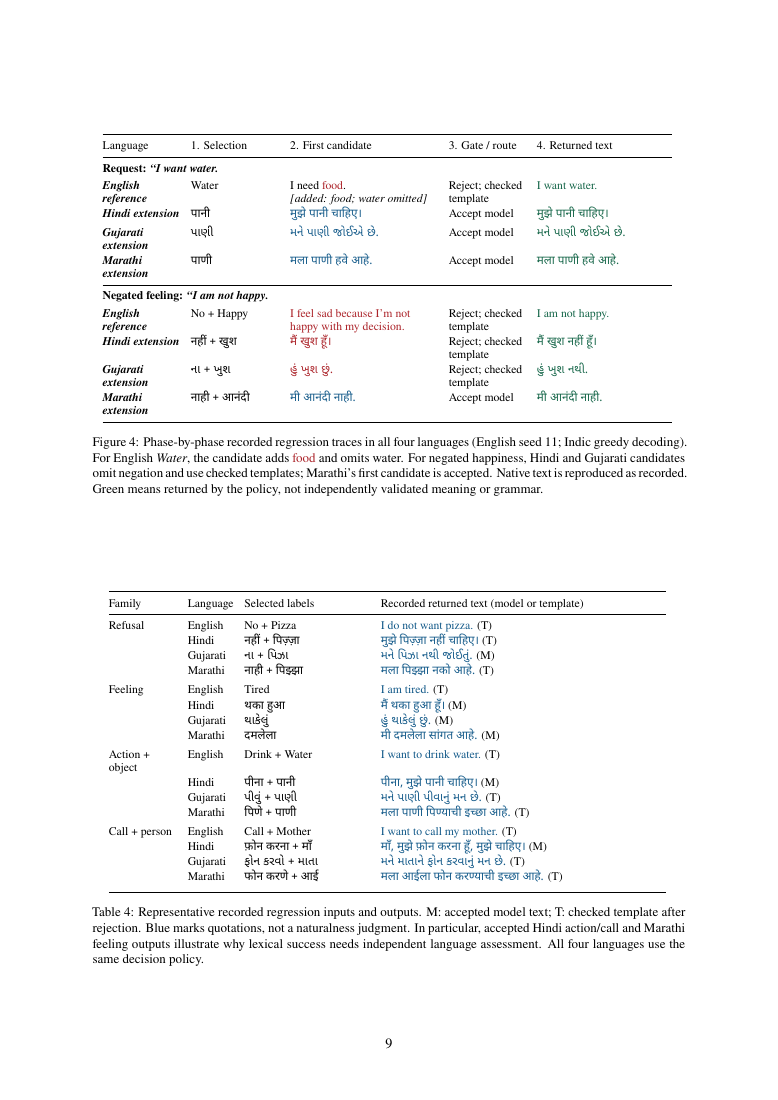 Language 1. Selection 2. First candidate 3. Gate / route 4. Returned text
Request: “I want water.
English Water I need food. Reject; checked I want water.
reference [added: food; water omitted] template
Hindi extension पानी मुझे पानी चाहिए। Accept model मुझे पानी चाहिए।
Gujarati પાણી મને પાણી જોઈએ છે. Accept model મને પાણી જોઈએ છે.
extension
Marathi पाणी मला पाणी हवे आहे. Accept model मला पाणी हवे आहे.
extension
Negated feeling: “I am not happy.
English No + Happy I feel sad because I’m not Reject; checked I am not happy.
reference happy with my decision. template
Hindi extension नहीं + खुश मैं खुश हूँ। Reject; checked मैं खुश नहीं हूँ।
template
Gujarati ના + ખુશ હું ખુશ છું. Reject; checked હું ખુશ નથી.
extension template
Marathi नाही + आनंदी मी आनंदी नाही. Accept model मी आनंदी नाही.
extension
Figure 4: Phase-by-phase recorded regression traces in all four languages (English seed 11; Indic greedy decoding).
For English Water, the candidate adds food and omits water. For negated happiness, Hindi and Gujarati candidates
omit negation and use checked templates; Marathi’s first candidate is accepted. Native text is reproduced as recorded.
Green means returned by the policy, not independently validated meaning or grammar.
Family Language Selected labels Recorded returned text (model or template)
Refusal English No + Pizza I do not want pizza. (T)
Hindi नहीं + पिज़्ज़ा मुझे पिज़्ज़ा नहीं चाहिए। (T)
Gujarati ના + પિઝા મને પિઝા નથી જોઈતું. (M)
Marathi नाही + पिझ्झा मला पिझ्झा नको आहे. (T)
Feeling English Tired I am tired. (T)
Hindi थका हुआ मैं थका हुआ हूँ। (M)
Gujarati થાકેલું હું થાકેલું છું. (M)
Marathi दमलेला मी दमलेला सांगत आहे. (M)
Action + English Drink + Water I want to drink water. (T)
object
Hindi पीना + पानी पीना, मुझे पानी चाहिए। (M)
Gujarati પીવું + પાણી મને પાણી પીવાનું મન છે. (T)
Marathi पिणे + पाणी मला पाणी पिण्याची इच्छा आहे. (T)
Call + person English Call + Mother I want to call my mother. (T)
Hindi फ़ोन करना + माँ माँ, मुझे फ़ोन करना हूँ, मुझे चाहिए। (M)
Gujarati ફોન કરવો + માતા મને માતાને ફોન કરવાનું મન છે. (T)
Marathi फोन करणे + आई मला आईला फोन करण्याची इच्छा आहे. (T)
Table 4: Representative recorded regression inputs and outputs. M: accepted model text; T: checked template after
rejection. Blue marks quotations, not a naturalness judgment. In particular, accepted Hindi action/call and Marathi
feeling outputs illustrate why lexical success needs independent language assessment. All four languages use the
same decision policy.
9